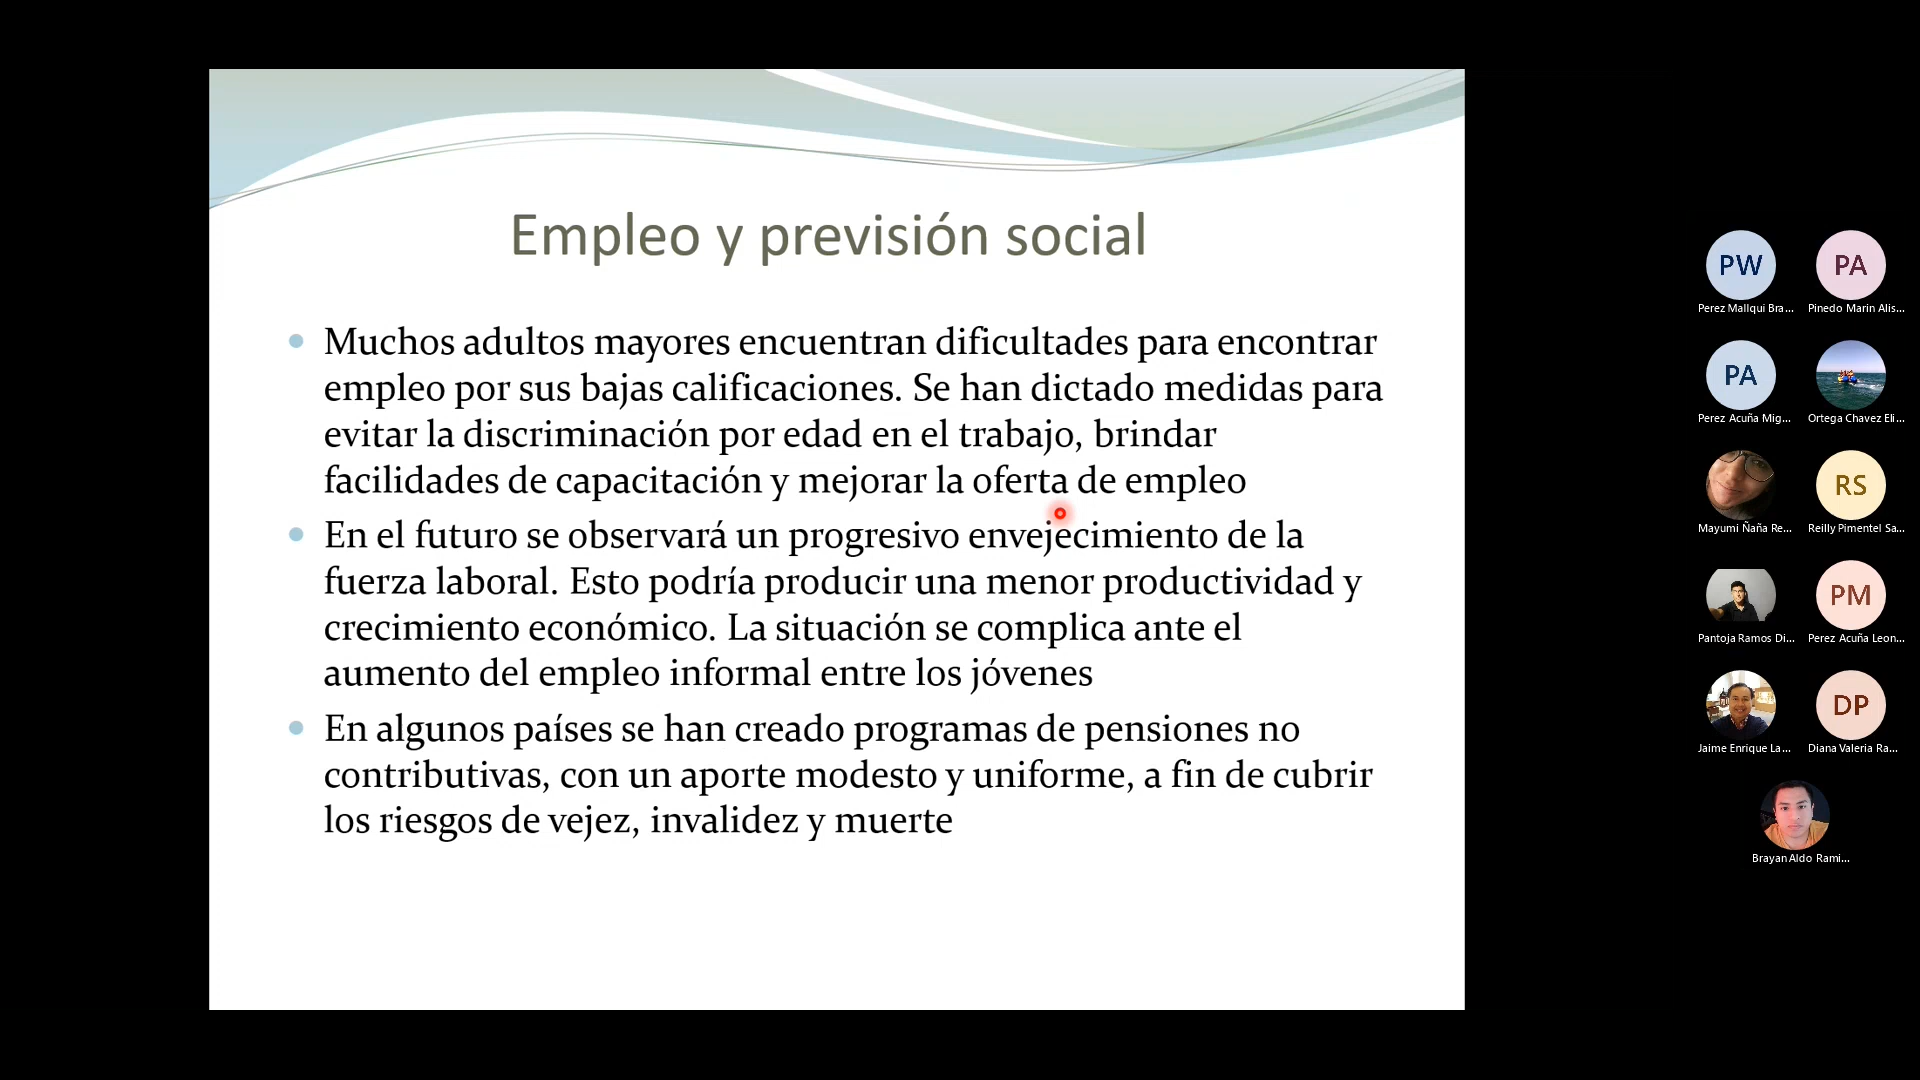 Empleo y previsión social
Muchos adultos mayores encuentran dificultades para encontrar
empleo por sus bajas calificaciones. Se han dictado medidas para
evitar la discriminación por edad en el trabajo, brindar
facilidades de capacitación y mejorar la oferta de empleo
En el futuro se observará un progresivo envejecimiento de la
fuerza laboral. Esto podría producir una menor productividad y
crecimiento económico. La situación se complica ante el
aumento del empleo informal entre los jóvenes
En algunos países se han creado programas de pensiones no
contributivas, con un aporte modesto y uniforme, a fin de cubrir
los riesgos de vejez, invalidez y muerte
PW
PA
Perez Mallqui Bra...
Pinedo Marin Alis...
PA
Perez Acuña Mig...
Ortega Chavez Eli...
RS
Mayumi Ñaña Re...
Reilly Pimentel Sa...
PM
Pantoja Ramos Di...
Perez Acuña Leon...
DP
Jaime Enrique La...
Diana Valeria Ra...
Brayan Aldo Rami...